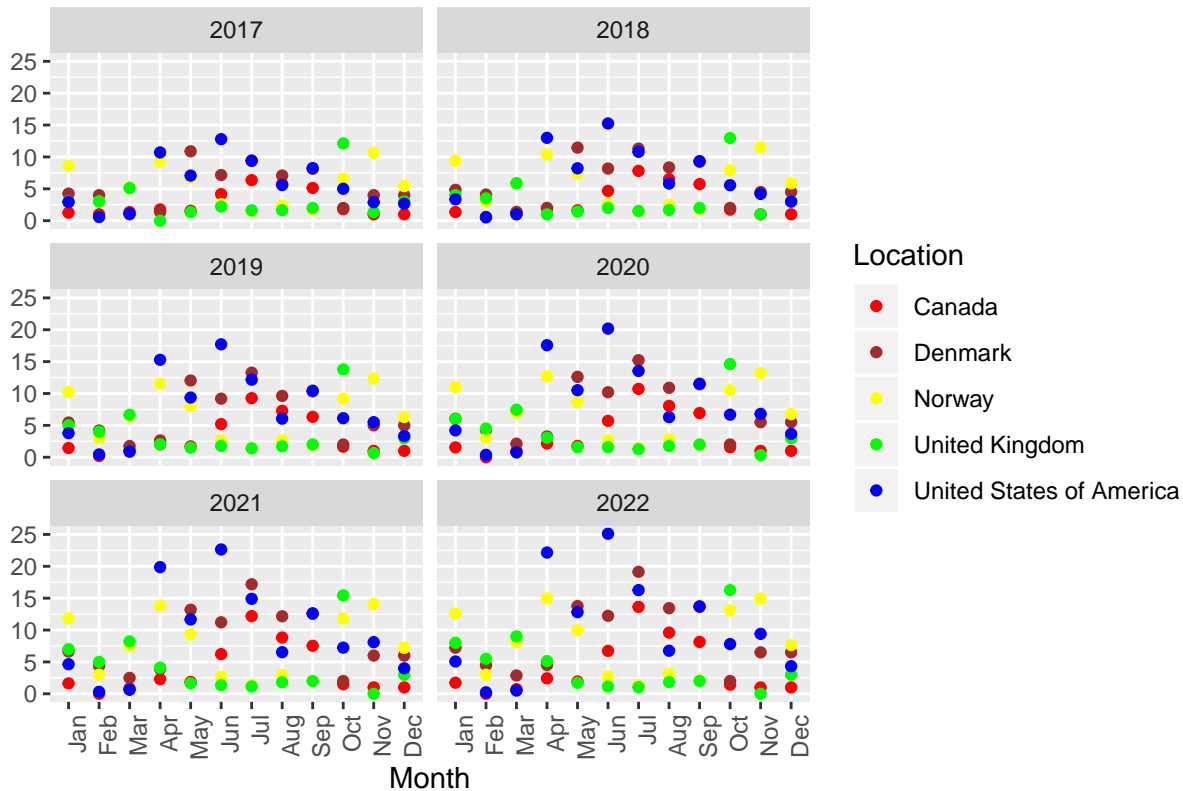 2017
2018
25
20
15
10
5
0
2019
2020
25
20
15
10
5
0
2021
2022
25
20
15
10
5
0
Jan
Feb
Mar
Apr
May
Jun
Jul
Aug
Sep
Oct
Nov
Dec
Jan
Feb
Mar
Apr
May
Jun
Jul
Aug
Sep
Oct
Nov
Dec
Month
Location
Canada
Denmark
Norway
United Kingdom
United States of America